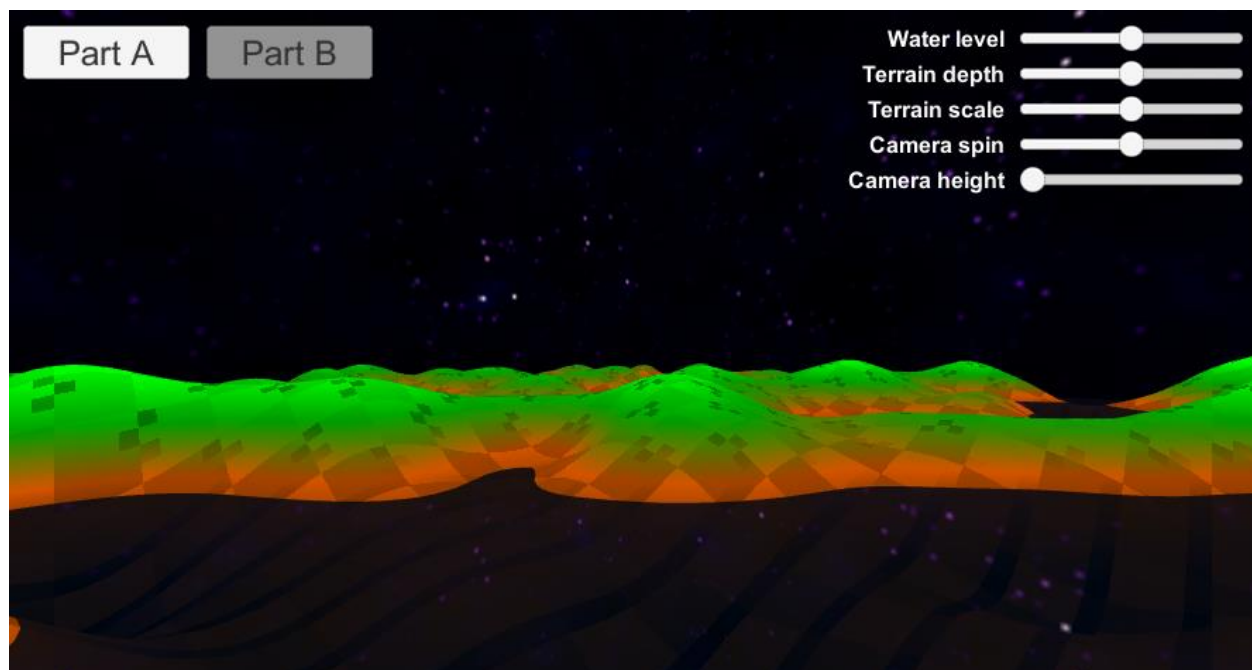 Part A
Part B
Water level
Terrain depth
Terrain scale
Camera spin
Camera height